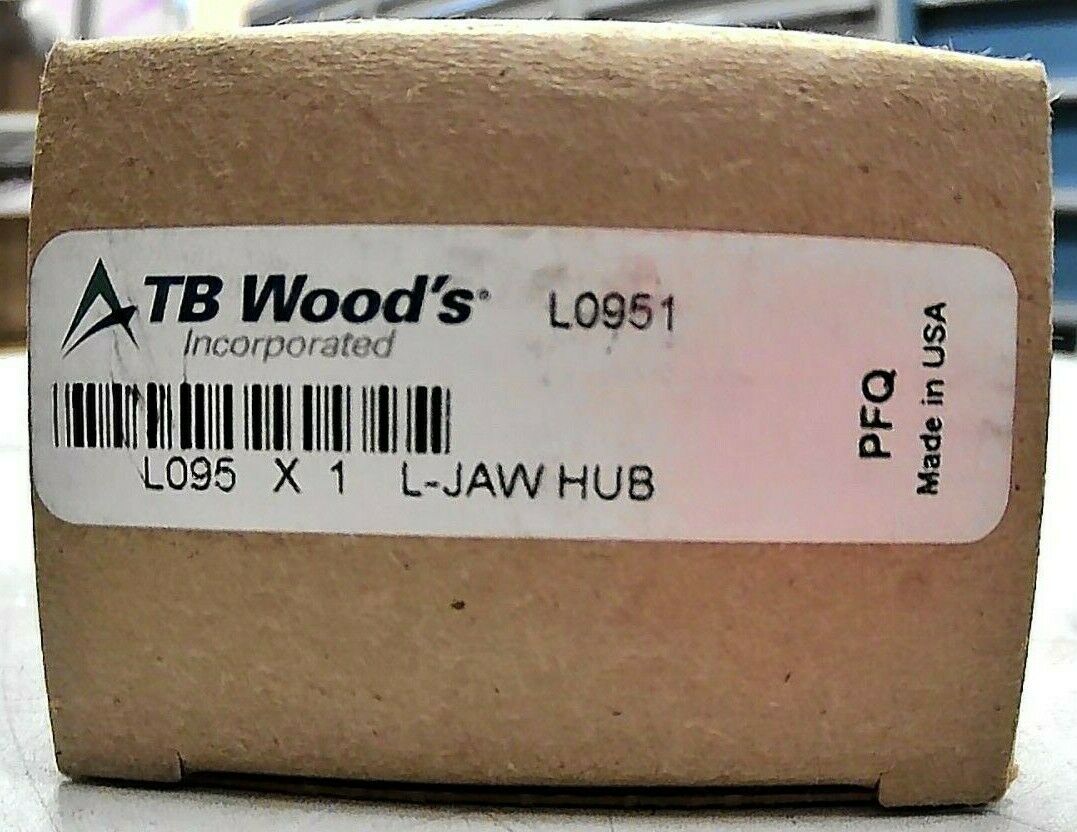 TB Wood's® L0951
Incorporated
L095 X 1 L-JAW HUB
PFQ
Made in USA